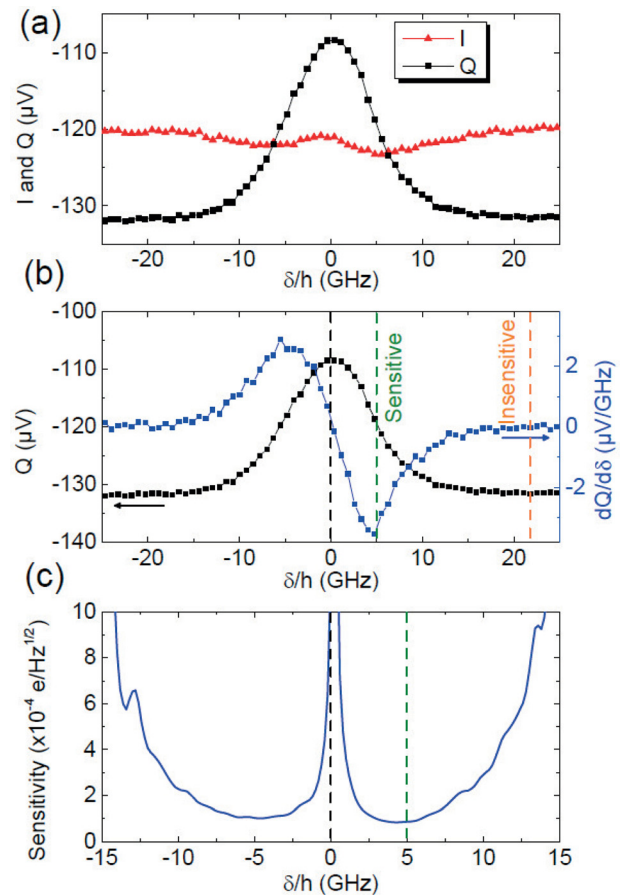 (a)
I and Q (µV)
-110
-120
-130
I
Q
-20 -10 0 10 20
δ/h (GHz)
(b)
Q (µV)
-100
-110
-120
-130
-140
Sensitive
Insensitive
2
0
-2
dQ/dδ (µV/GHz)
-20 -10 0 10 20
δ/h (GHz)
(c)
Sensitivity (x10⁻⁴ e/Hz¹/²)
10
8
6
4
2
0
-15 -10 -5 0 5 10 15
δ/h (GHz)